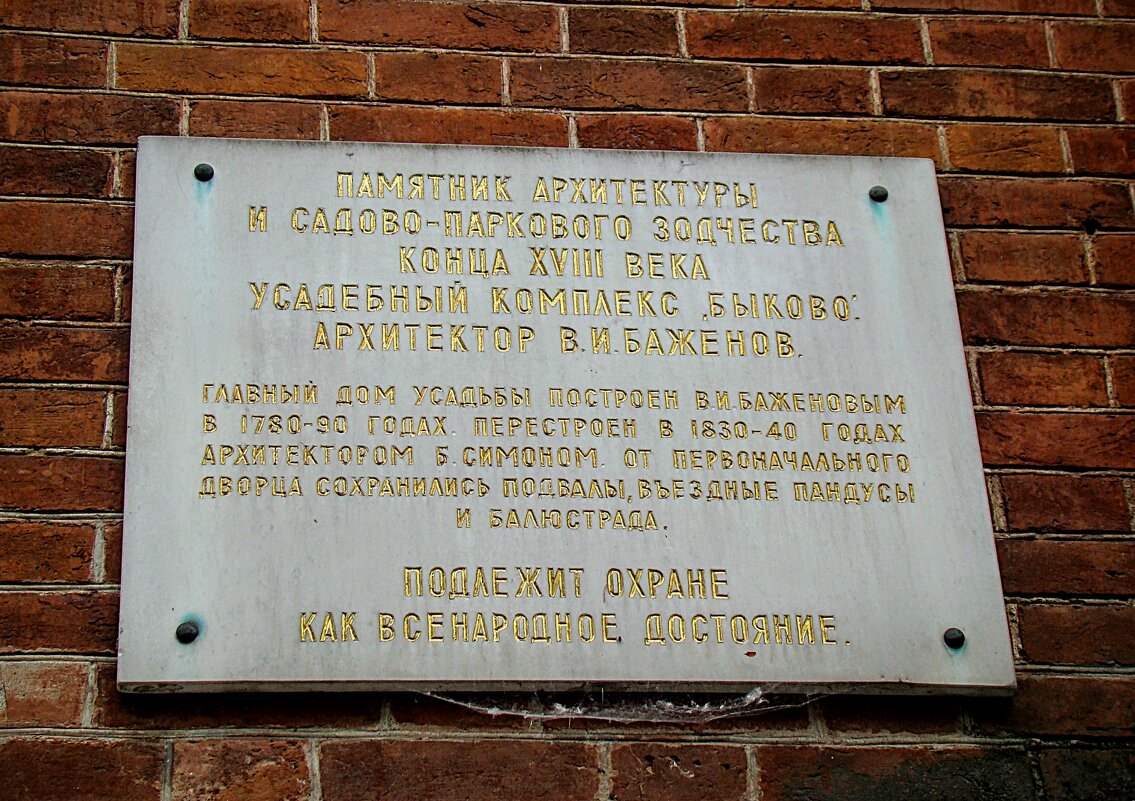 ПАМЯТНИК АРХИТЕКТУРЫ
И САДОВО-ПАРКОВОГО ЗОДЧЕСТВА
КОНЦА XVIII ВЕКА
УСАДЕБНЫЙ КОМПЛЕКС „БЫКОВО".
АРХИТЕКТОР В.И.БАЖЕНОВ.
ГЛАВНЫЙ ДОМ УСАДЬБЫ ПОСТРОЕН В.И.БАЖЕНОВЫМ
В 1780-90 ГОДАХ. ПЕРЕСТРОЕН В 1830-40 ГОДАХ
АРХИТЕКТОРОМ Б.СИМОНОМ. ОТ ПЕРВОНАЧАЛЬНОГО
ДВОРЦА СОХРАНИЛИСЬ ПОДВАЛЫ, ВЪЕЗДНЫЕ ПАНДУСЫ
И БАЛЮСТРАДА.
ПОДЛЕЖИТ ОХРАНЕ
КАК ВСЕНАРОДНОЕ ДОСТОЯНИЕ.